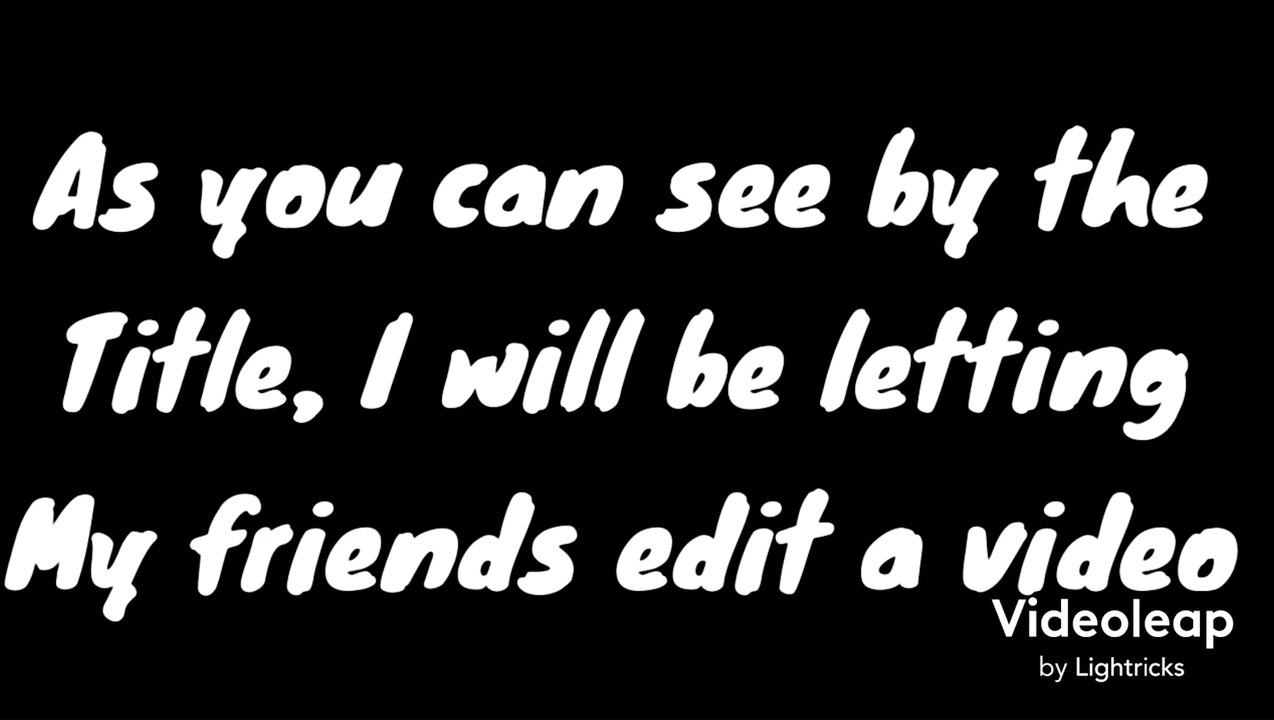 As you can see by the
Title, I will be letting
My friends edit a video
Videoleap
by Lightricks